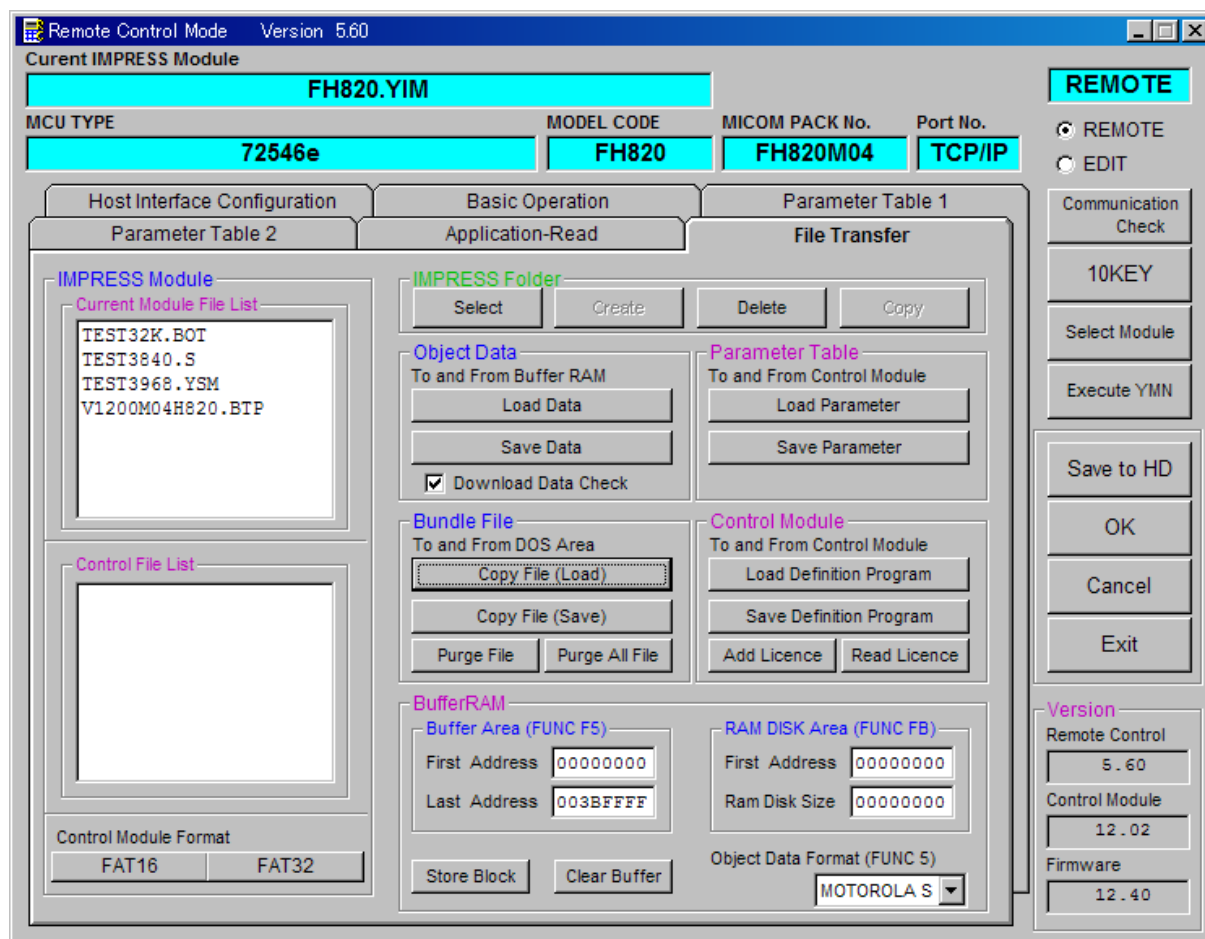 Remote Control Mode Version 5.60
Curent IMPRESS Module
FH820.YIM
REMOTE
MCU TYPE MODEL CODE MICOM PACK No. Port No.
72546e FH820 FH820M04 TCP/IP
REMOTE
EDIT
Host Interface Configuration Basic Operation Parameter Table 1
Parameter Table 2 Application-Read File Transfer
Communication
Check
10KEY
Select Module
Execute YMN
Save to HD
OK
Cancel
Exit
IMPRESS Module
Current Module File List
TEST32K.BOT
TEST3840.S
TEST3968.YSM
V1200M04H820.BTP
Control File List
Control Module Format
FAT16 FAT32
IMPRESS Folder
Select Create Delete Copy
Object Data
To and From Buffer RAM
Load Data
Save Data
Download Data Check
Parameter Table
To and From Control Module
Load Parameter
Save Parameter
Bundle File
To and From DOS Area
Copy File (Load)
Copy File (Save)
Purge File Purge All File
Control Module
To and From Control Module
Load Definition Program
Save Definition Program
Add Licence Read Licence
BufferRAM
Buffer Area (FUNC F5)
First Address 00000000
Last Address 003BFFFF
RAM DISK Area (FUNC FB)
First Address 00000000
Ram Disk Size 00000000
Store Block Clear Buffer
Object Data Format (FUNC 5)
MOTOROLA S
Version
Remote Control
5.60
Control Module
12.02
Firmware
12.40